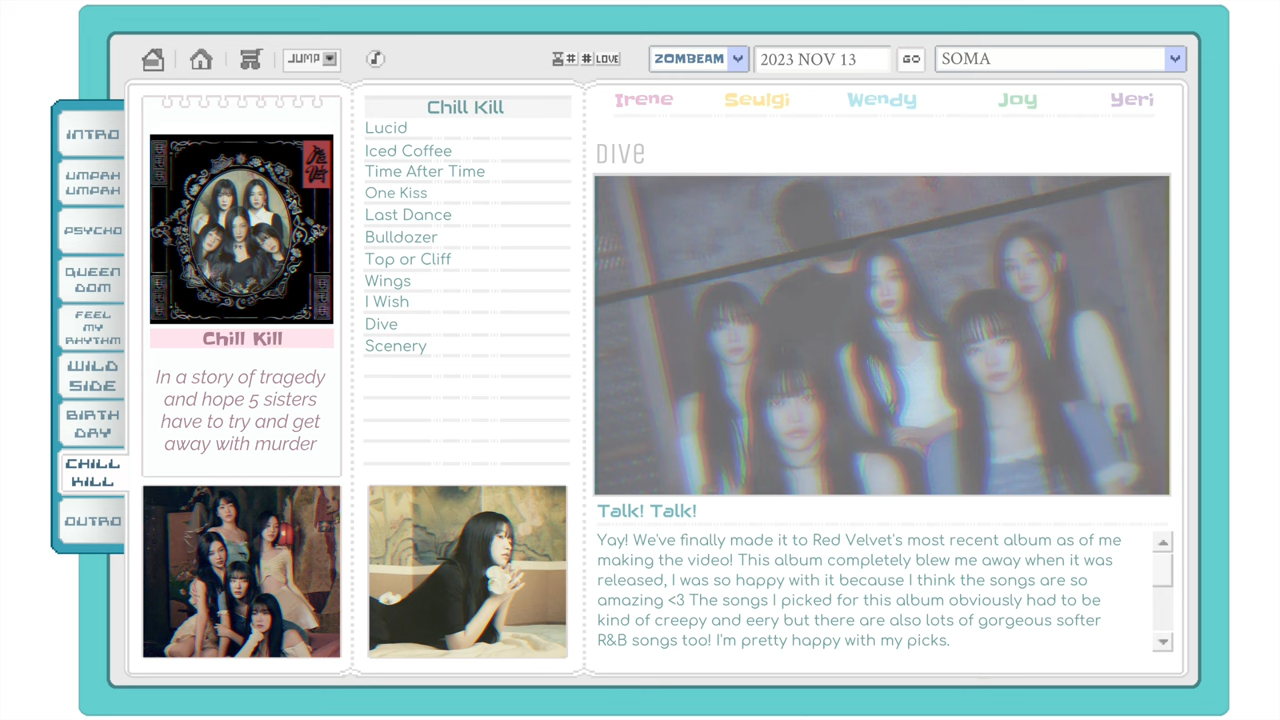 JUMP
# # LOVE
ZOMBEAM
2023 NOV 13
GO
SOMA
INTRO
UMPAH
UMPAH
PSYCHO
QUEEN
DOM
FEEL
MY
RHYTHM
WILD
SIDE
BIRTH
DAY
CHILL
KILL
OUTRO
Chill Kill
In a story of tragedy
and hope 5 sisters
have to try and get
away with murder
Chill Kill
Lucid
Iced Coffee
Time After Time
One Kiss
Last Dance
Bulldozer
Top or Cliff
Wings
I Wish
Dive
Scenery
Irene Seulgi Wendy Joy Yeri
Dive
Talk! Talk!
Yay! We've finally made it to Red Velvet's most recent album as of me
making the video! This album completely blew me away when it was
released, I was so happy with it because I think the songs are so
amazing <3 The songs I picked for this album obviously had to be
kind of creepy and eery but there are also lots of gorgeous softer
R&B songs too! I'm pretty happy with my picks.